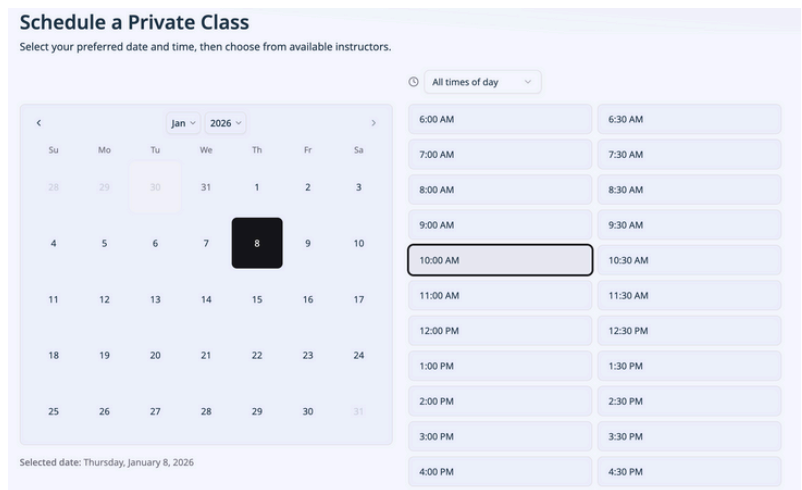 Schedule a Private Class
Select your preferred date and time, then choose from available instructors.
All times of day
Jan 2026
Su Mo Tu We Th Fr Sa
28 29 30 31 1 2 3
4 5 6 7 8 9 10
11 12 13 14 15 16 17
18 19 20 21 22 23 24
25 26 27 28 29 30 31
Selected date: Thursday, January 8, 2026
6:00 AM 6:30 AM
7:00 AM 7:30 AM
8:00 AM 8:30 AM
9:00 AM 9:30 AM
10:00 AM 10:30 AM
11:00 AM 11:30 AM
12:00 PM 12:30 PM
1:00 PM 1:30 PM
2:00 PM 2:30 PM
3:00 PM 3:30 PM
4:00 PM 4:30 PM